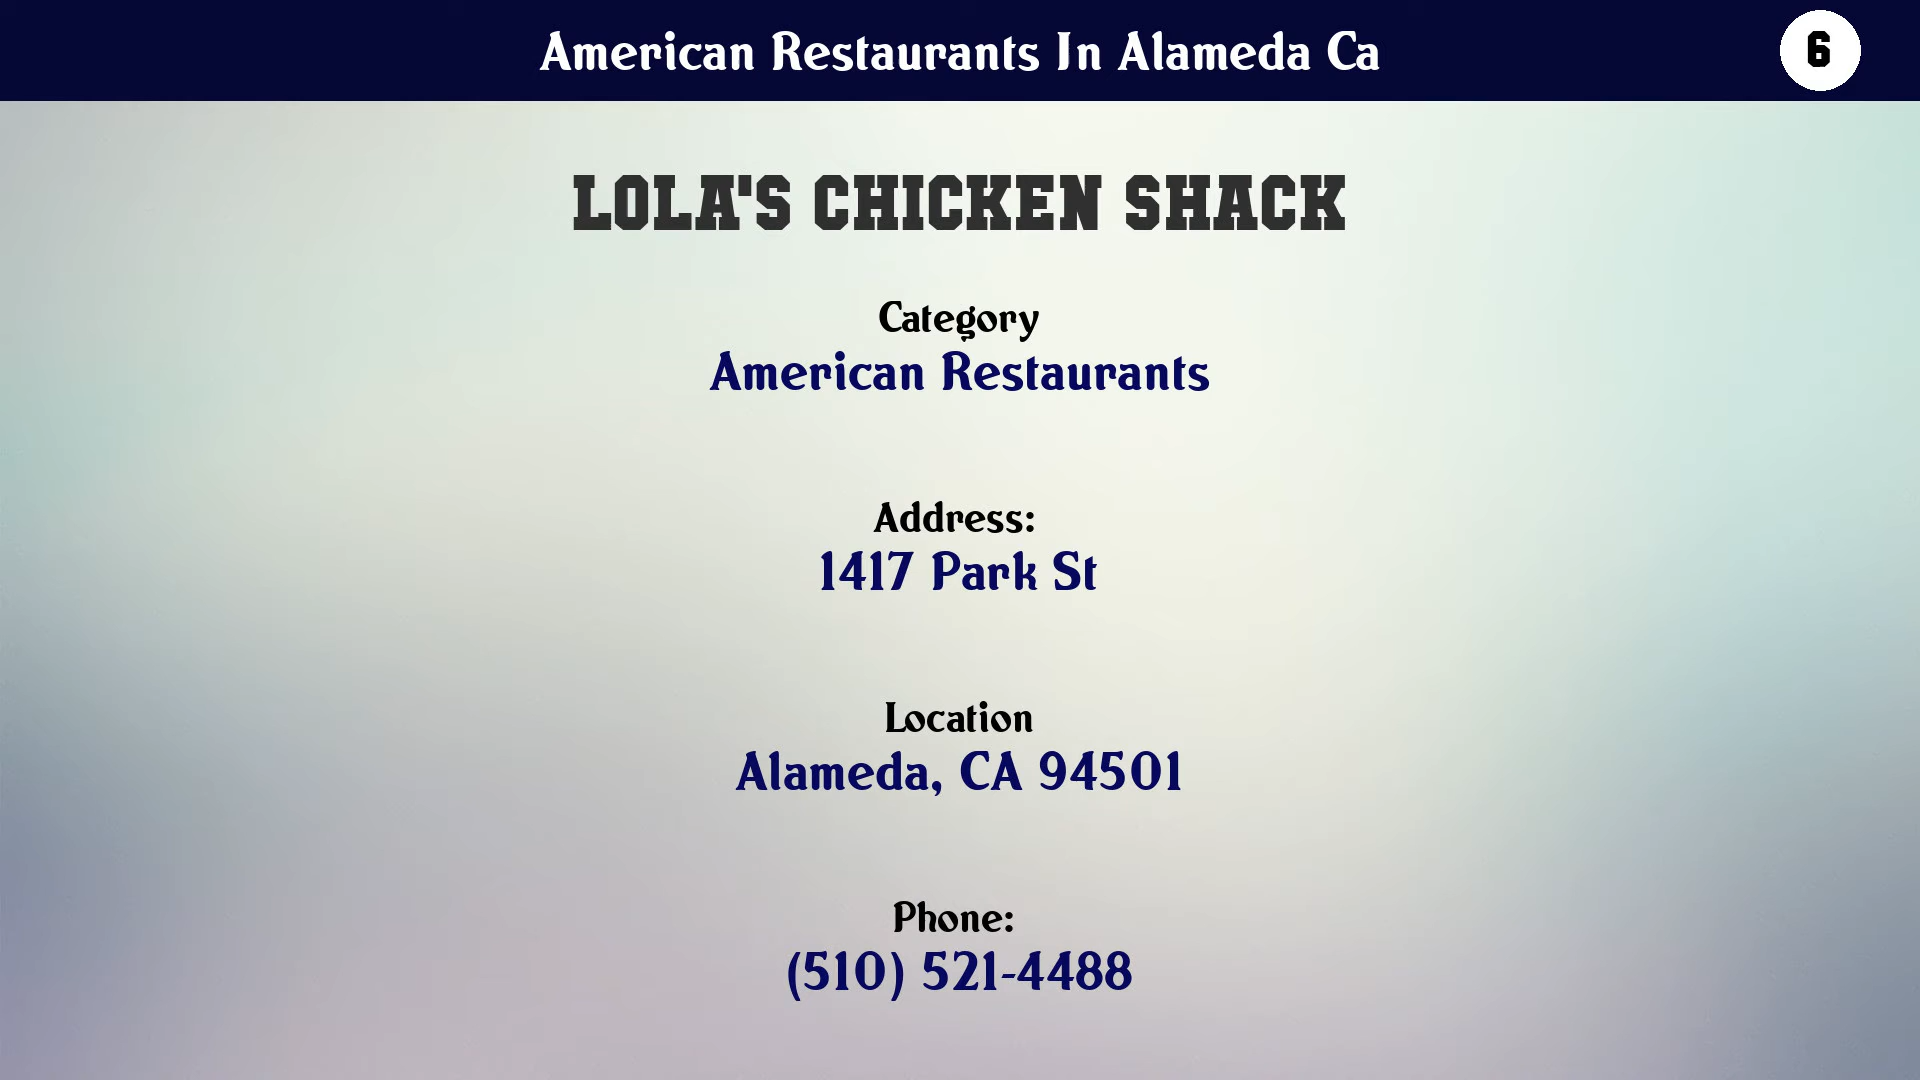 American Restaurants In Alameda Ca
6
LOLA'S CHICKEN SHACK
Category
American Restaurants
Address:
1417 Park St
Location
Alameda, CA 94501
Phone:
(510) 521-4488